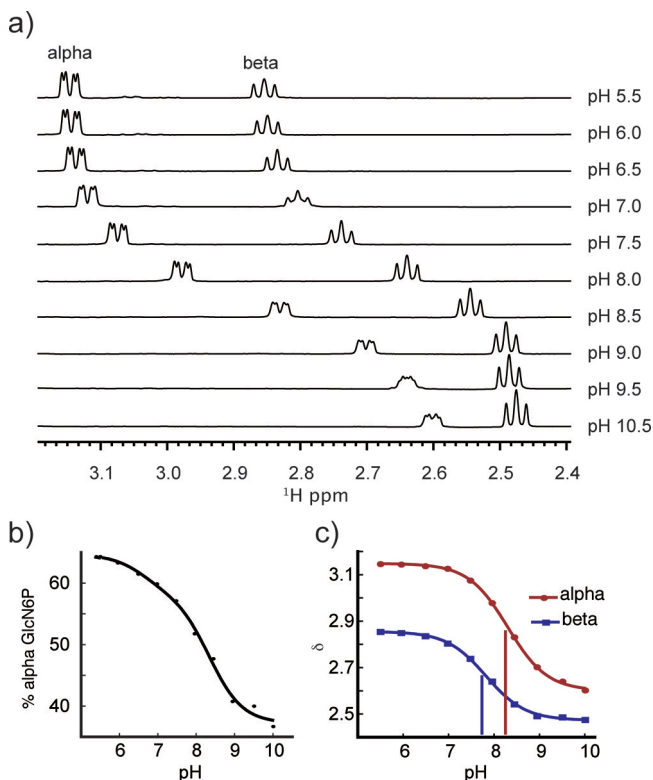 a)
alpha
beta
pH 5.5
pH 6.0
pH 6.5
pH 7.0
pH 7.5
pH 8.0
pH 8.5
pH 9.0
pH 9.5
pH 10.5
3.1 3.0 2.9 2.8 2.7 2.6 2.5 2.4
¹H ppm
b)
% alpha GlcN6P
60
50
40
6 7 8 9 10
pH
c)
δ
3.1
2.9
2.7
2.5
alpha
beta
6 7 8 9 10
pH